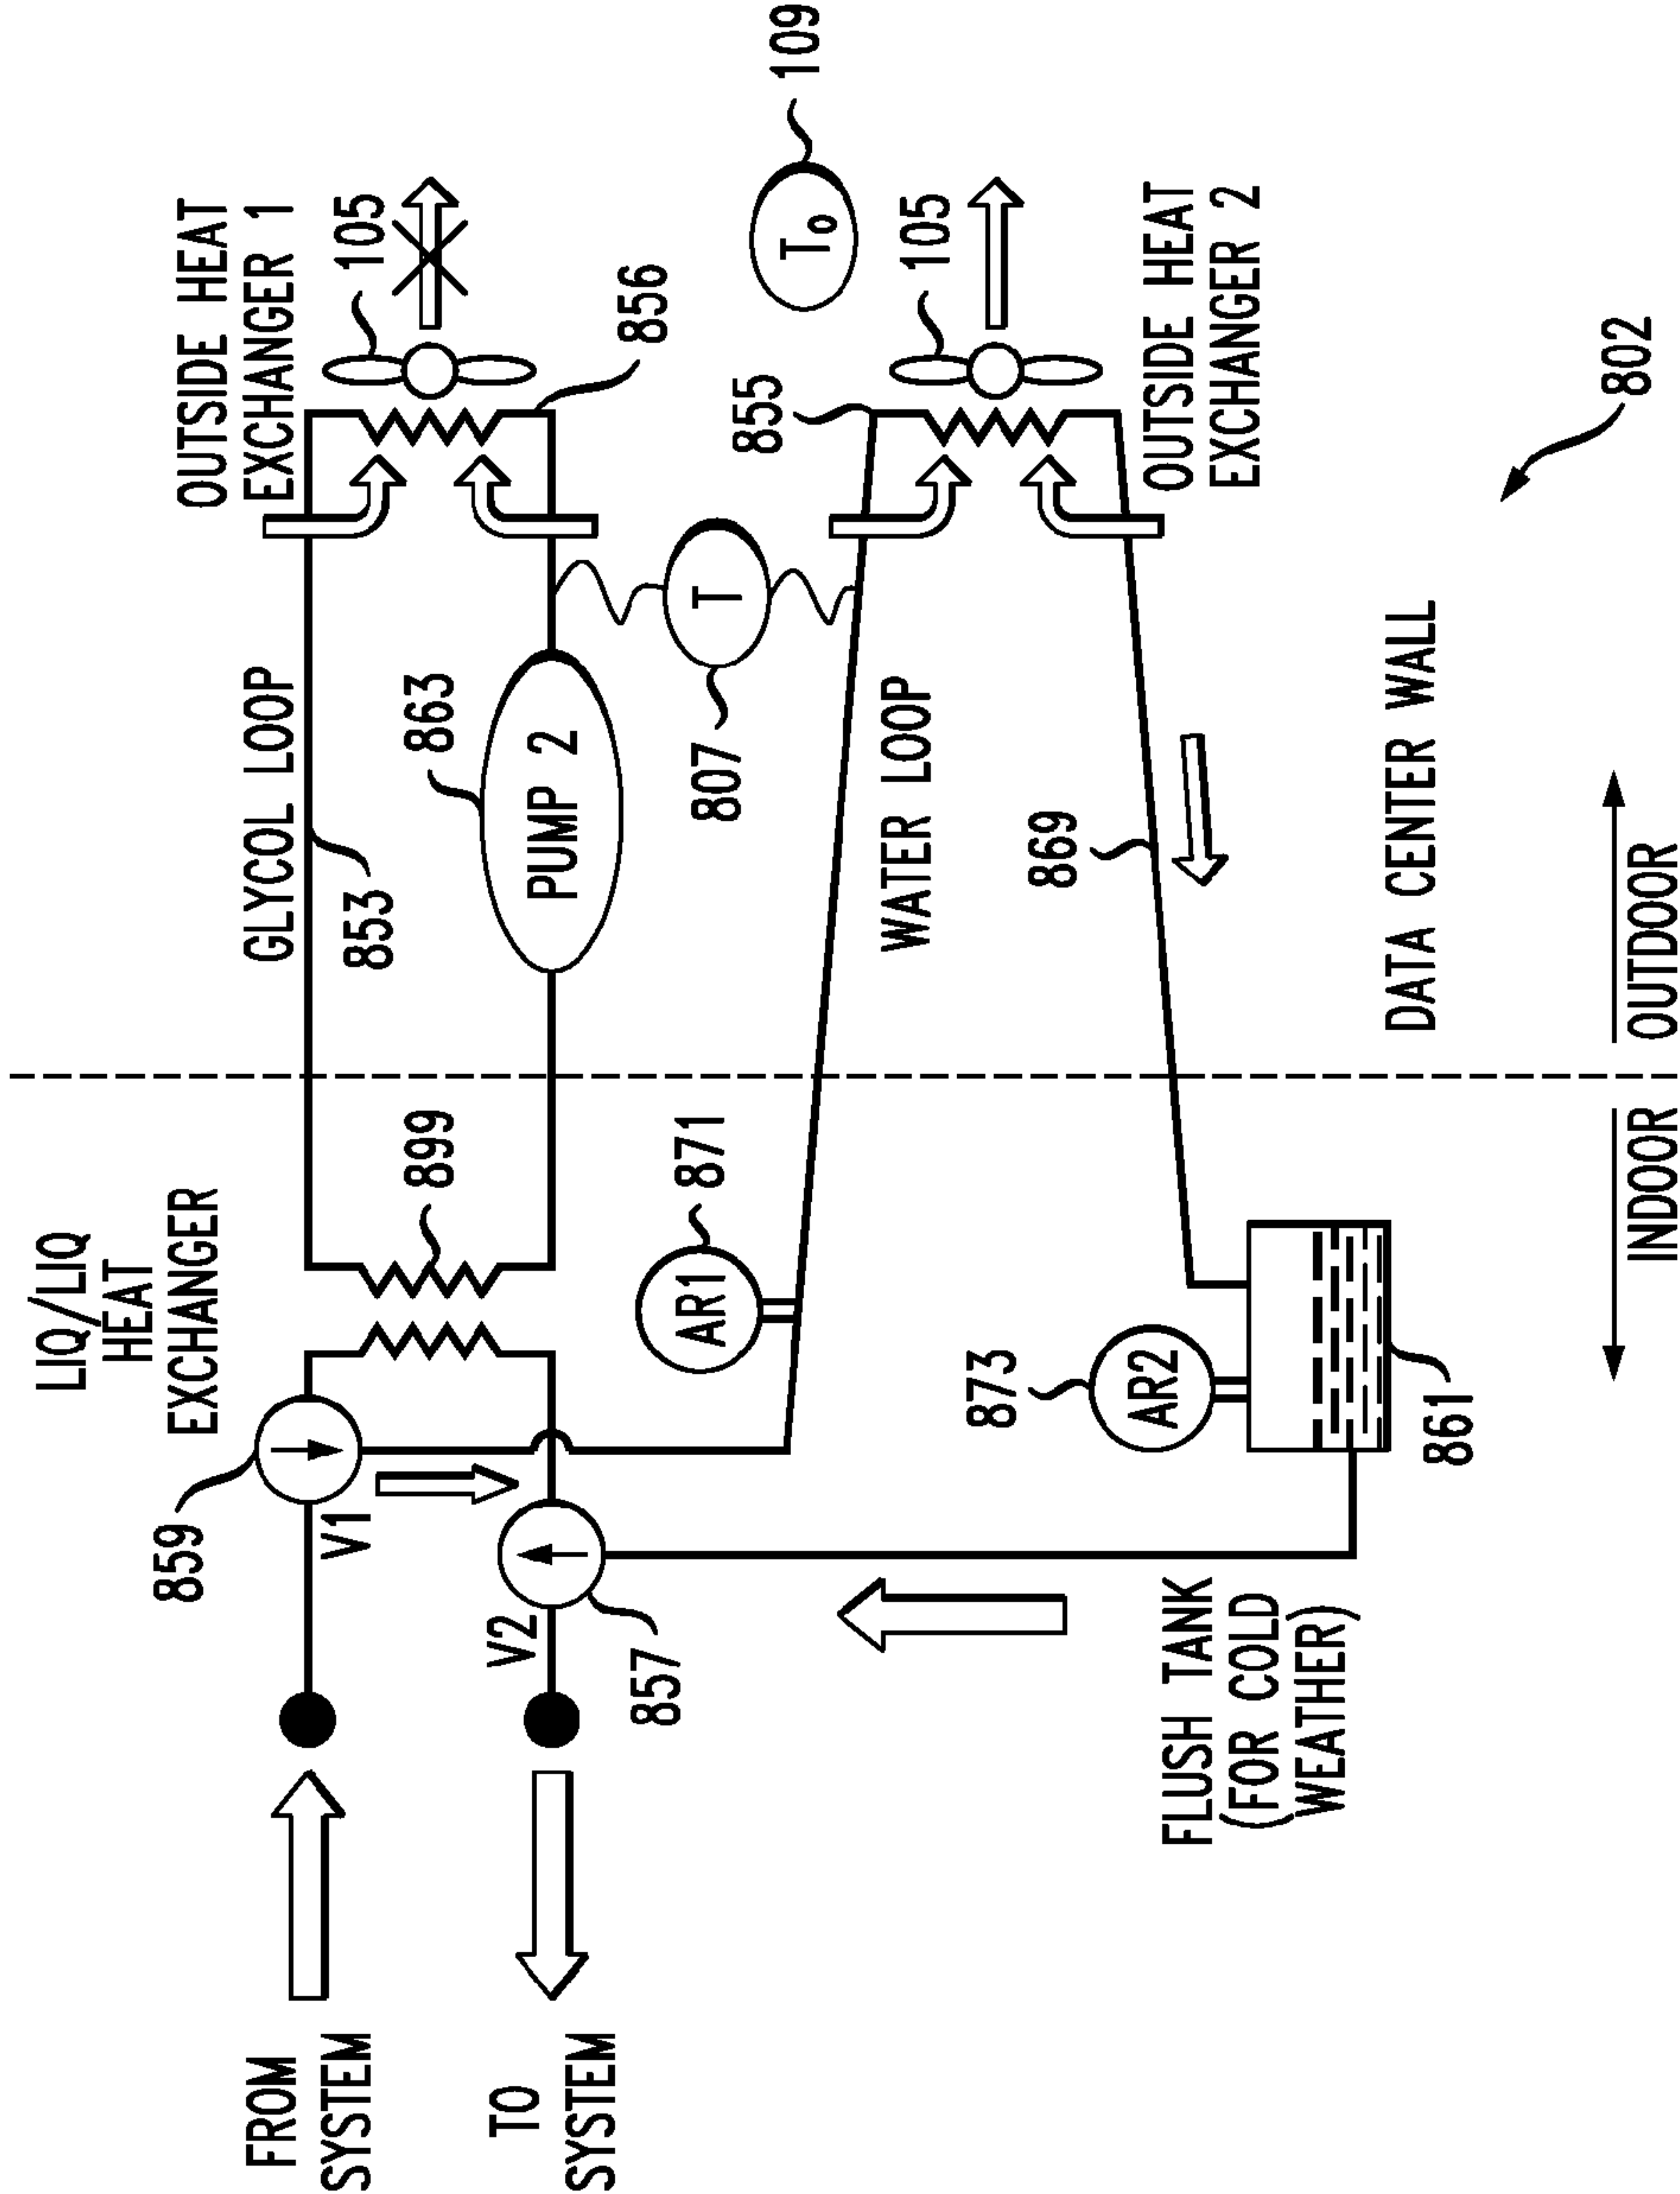 OUTSIDE HEAT
EXCHANGER 1
105
856
109
T₀
105
855
OUTSIDE HEAT
EXCHANGER 2
802
GLYCOL LOOP
853
863
PUMP 2
T
807
WATER LOOP
869
DATA CENTER WALL
OUTDOOR
INDOOR
LIQ/LIQ
HEAT
EXCHANGER
899
871
AR1
873
AR2
861
859
V1
V2
857
FLUSH TANK
(FOR COLD
WEATHER)
FROM
SYSTEM
TO
SYSTEM